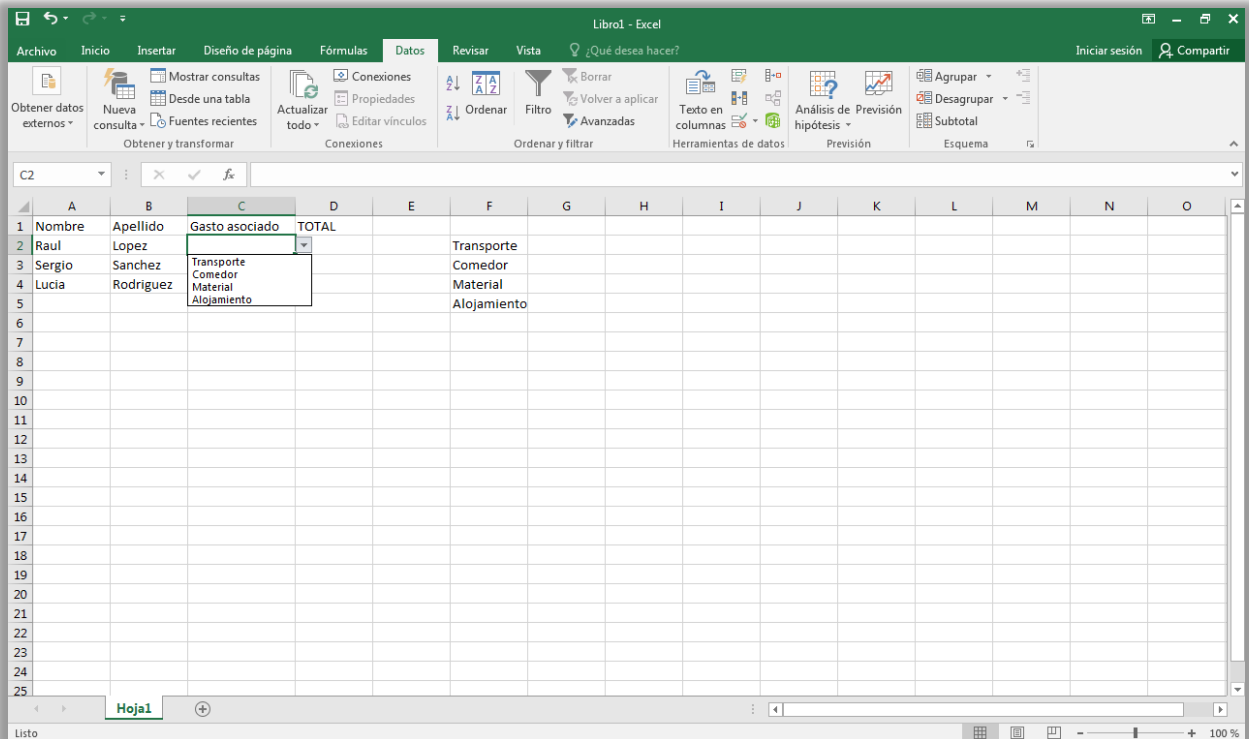 Libro1 - Excel
Archivo Inicio Insertar Diseño de página Fórmulas Datos Revisar Vista ¿Qué desea hacer? Iniciar sesión Compartir
Obtener datos externos
Nueva consulta
Mostrar consultas
Desde una tabla
Fuentes recientes
Obtener y transformar
Actualizar todo
Conexiones
Propiedades
Editar vínculos
Conexiones
Ordenar
Filtro
Borrar
Volver a aplicar
Avanzadas
Ordenar y filtrar
Texto en columnas
Herramientas de datos
Análisis de hipótesis
Previsión
Previsión
Agrupar
Desagrupar
Subtotal
Esquema
C2 fx
A B C D E F G H I J K L M N O
1 Nombre Apellido Gasto asociado TOTAL
2 Raul Lopez Transporte
3 Sergio Sanchez Comedor
4 Lucia Rodriguez Material
5 Alojamiento
Transporte
Comedor
Material
Alojamiento
6
7
8
9
10
11
12
13
14
15
16
17
18
19
20
21
22
23
24
25
Hoja1
Listo 100 %